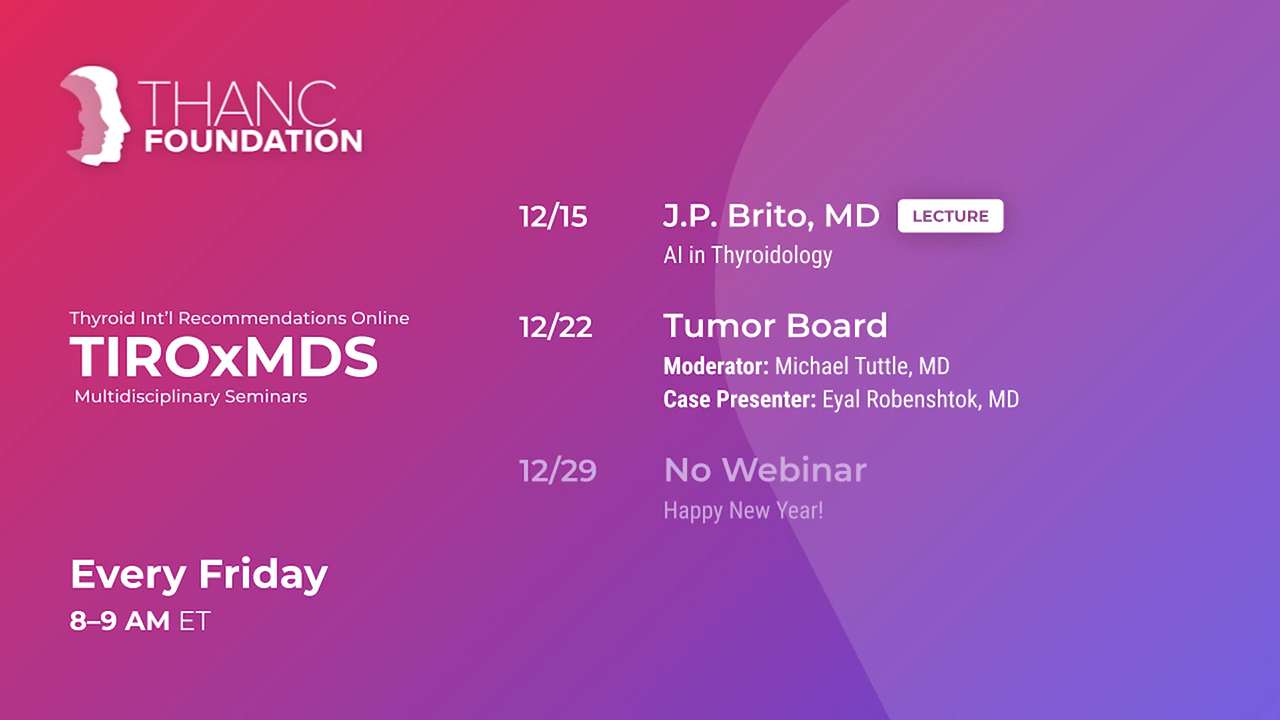 THANC
FOUNDATION
Thyroid Int'l Recommendations Online
TIROxMDS
Multidisciplinary Seminars
Every Friday
8–9 AM ET
12/15 J.P. Brito, MD LECTURE
AI in Thyroidology
12/22 Tumor Board
Moderator: Michael Tuttle, MD
Case Presenter: Eyal Robenshtok, MD
12/29 No Webinar
Happy New Year!